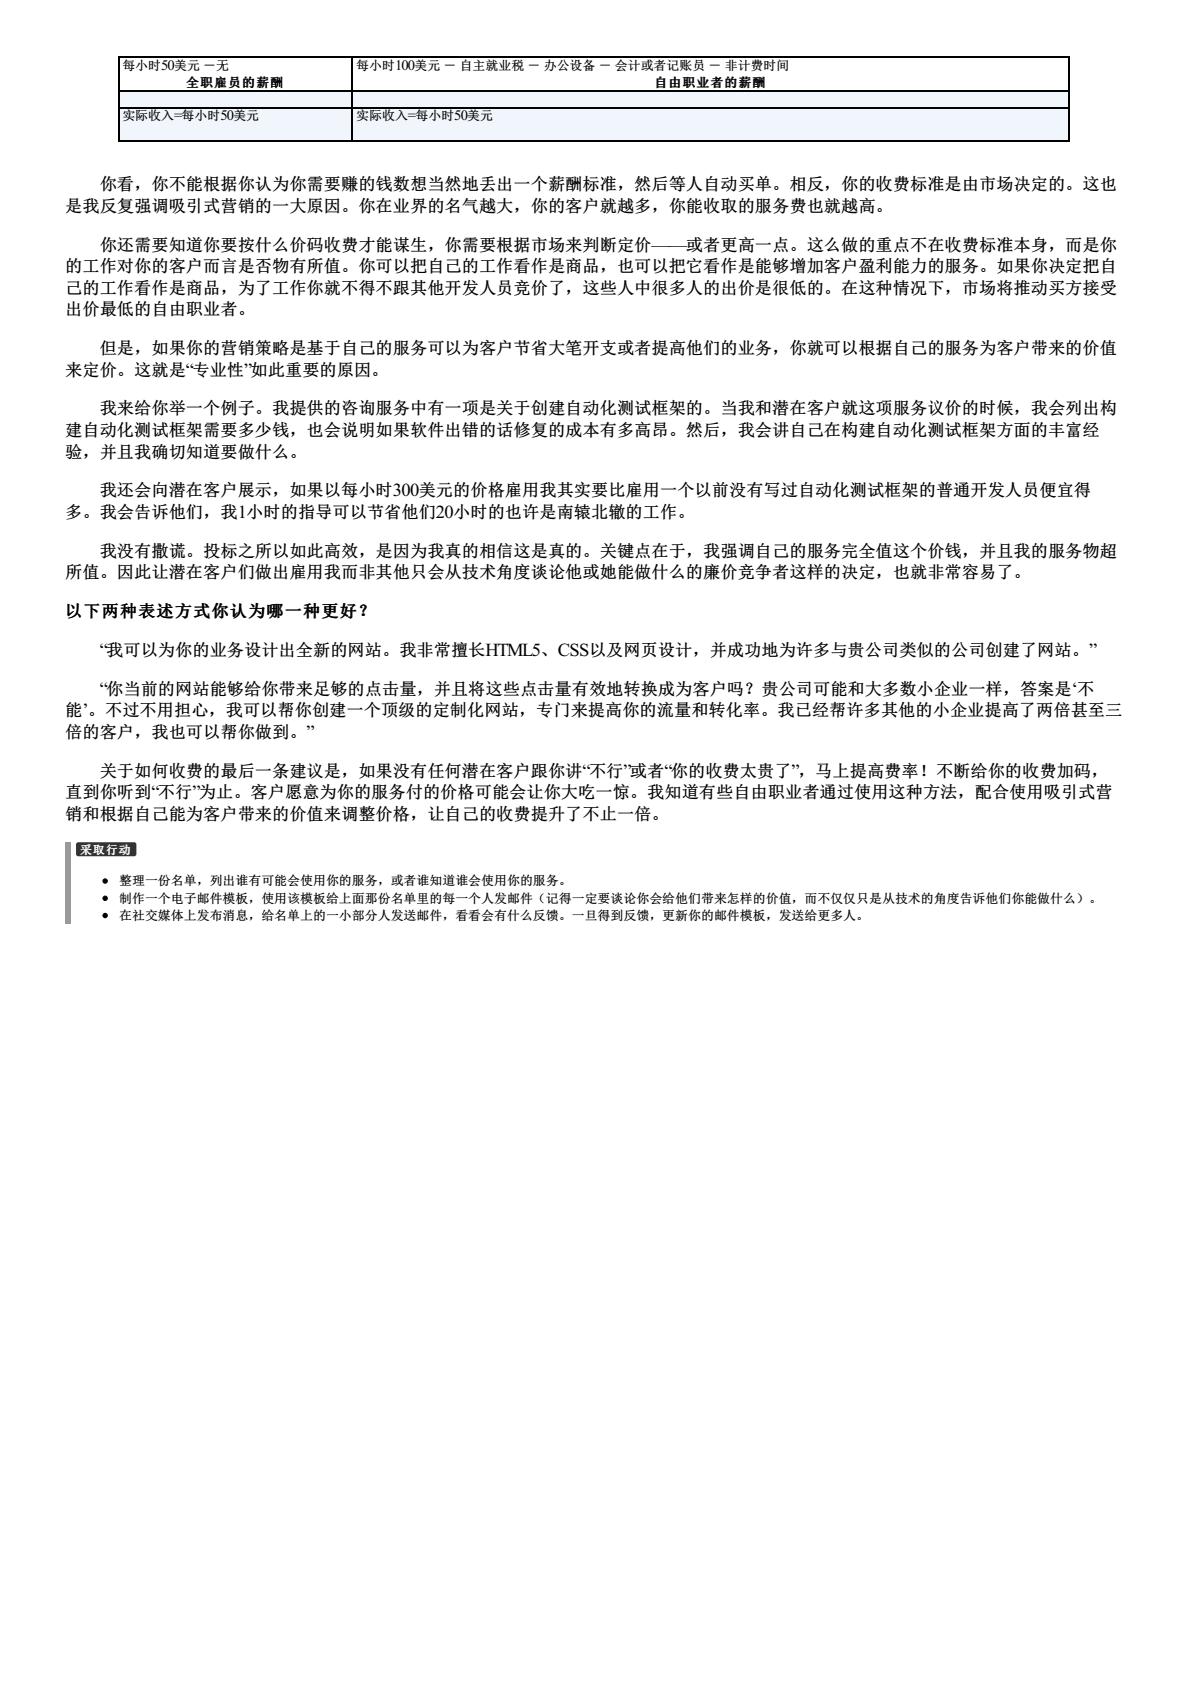 每小时50美元 －无
全职雇员的薪酬
每小时100美元 － 自主就业税 － 办公设备 － 会计或者记账员 － 非计费时间
自由职业者的薪酬
实际收入=每小时50美元
实际收入=每小时50美元
你看，你不能根据你认为你需要赚的钱数想当然地丢出一个薪酬标准，然后等人自动买单。相反，你的收费标准是由市场决定的。这也
是我反复强调吸引式营销的一大原因。你在业界的名气越大，你的客户就越多，你能收取的服务费也就越高。
你还需要知道你要按什么价码收费才能谋生，你需要根据市场来判断定价——或者更高一点。这么做的重点不在收费标准本身，而是你
的工作对你的客户而言是否物有所值。你可以把自己的工作看作是商品，也可以把它看作是能够增加客户盈利能力的服务。如果你决定把自
己的工作看作是商品，为了工作你就不得不跟其他开发人员竞价了，这些人中很多人的出价是很低的。在这种情况下，市场将推动买方接受
出价最低的自由职业者。
但是，如果你的营销策略是基于自己的服务可以为客户节省大笔开支或者提高他们的业务，你就可以根据自己的服务为客户带来的价值
来定价。这就是“专业性”如此重要的原因。
我来给你举一个例子。我提供的咨询服务中有一项是关于创建自动化测试框架的。当我和潜在客户就这项服务议价的时候，我会列出构
建自动化测试框架需要多少钱，也会说明如果软件出错的话修复的成本有多高昂。然后，我会讲自己在构建自动化测试框架方面的丰富经
验，并且我确切知道要做什么。
我还会向潜在客户展示，如果以每小时300美元的价格雇用我其实要比雇用一个以前没有写过自动化测试框架的普通开发人员便宜得
多。我会告诉他们，我1小时的指导可以节省他们20小时的也许是南辕北辙的工作。
我没有撒谎。投标之所以如此高效，是因为我真的相信这是真的。关键点在于，我强调自己的服务完全值这个价钱，并且我的服务物超
所值。因此让潜在客户们做出雇用我而非其他只会从技术角度谈论他或她能做什么的廉价竞争者这样的决定，也就非常容易了。
以下两种表述方式你认为哪一种更好？
“我可以为你的业务设计出全新的网站。我非常擅长HTML5、CSS以及网页设计，并成功地为许多与贵公司类似的公司创建了网站。”
“你当前的网站能够给你带来足够的点击量，并且将这些点击量有效地转换成为客户吗？贵公司可能和大多数小企业一样，答案是‘不
能’。不过不用担心，我可以帮你创建一个顶级的定制化网站，专门来提高你的流量和转化率。我已经帮许多其他的小企业提高了两倍甚至三
倍的客户，我也可以帮你做到。”
关于如何收费的最后一条建议是，如果没有任何潜在客户跟你讲“不行”或者“你的收费太贵了”，马上提高费率！不断给你的收费加码，
直到你听到“不行”为止。客户愿意为你的服务付的价格可能会让你大吃一惊。我知道有些自由职业者通过使用这种方法，配合使用吸引式营
销和根据自己能为客户带来的价值来调整价格，让自己的收费提升了不止一倍。
采取行动
● 整理一份名单，列出谁有可能会使用你的服务，或者谁知道谁会使用你的服务。
● 制作一个电子邮件模板，使用该模板给上面那份名单里的每一个人发邮件（记得一定要谈论你会给他们带来怎样的价值，而不仅仅只是从技术的角度告诉他们你能做什么）。
● 在社交媒体上发布消息，给名单上的一小部分人发送邮件，看看会有什么反馈。一旦得到反馈，更新你的邮件模板，发送给更多人。